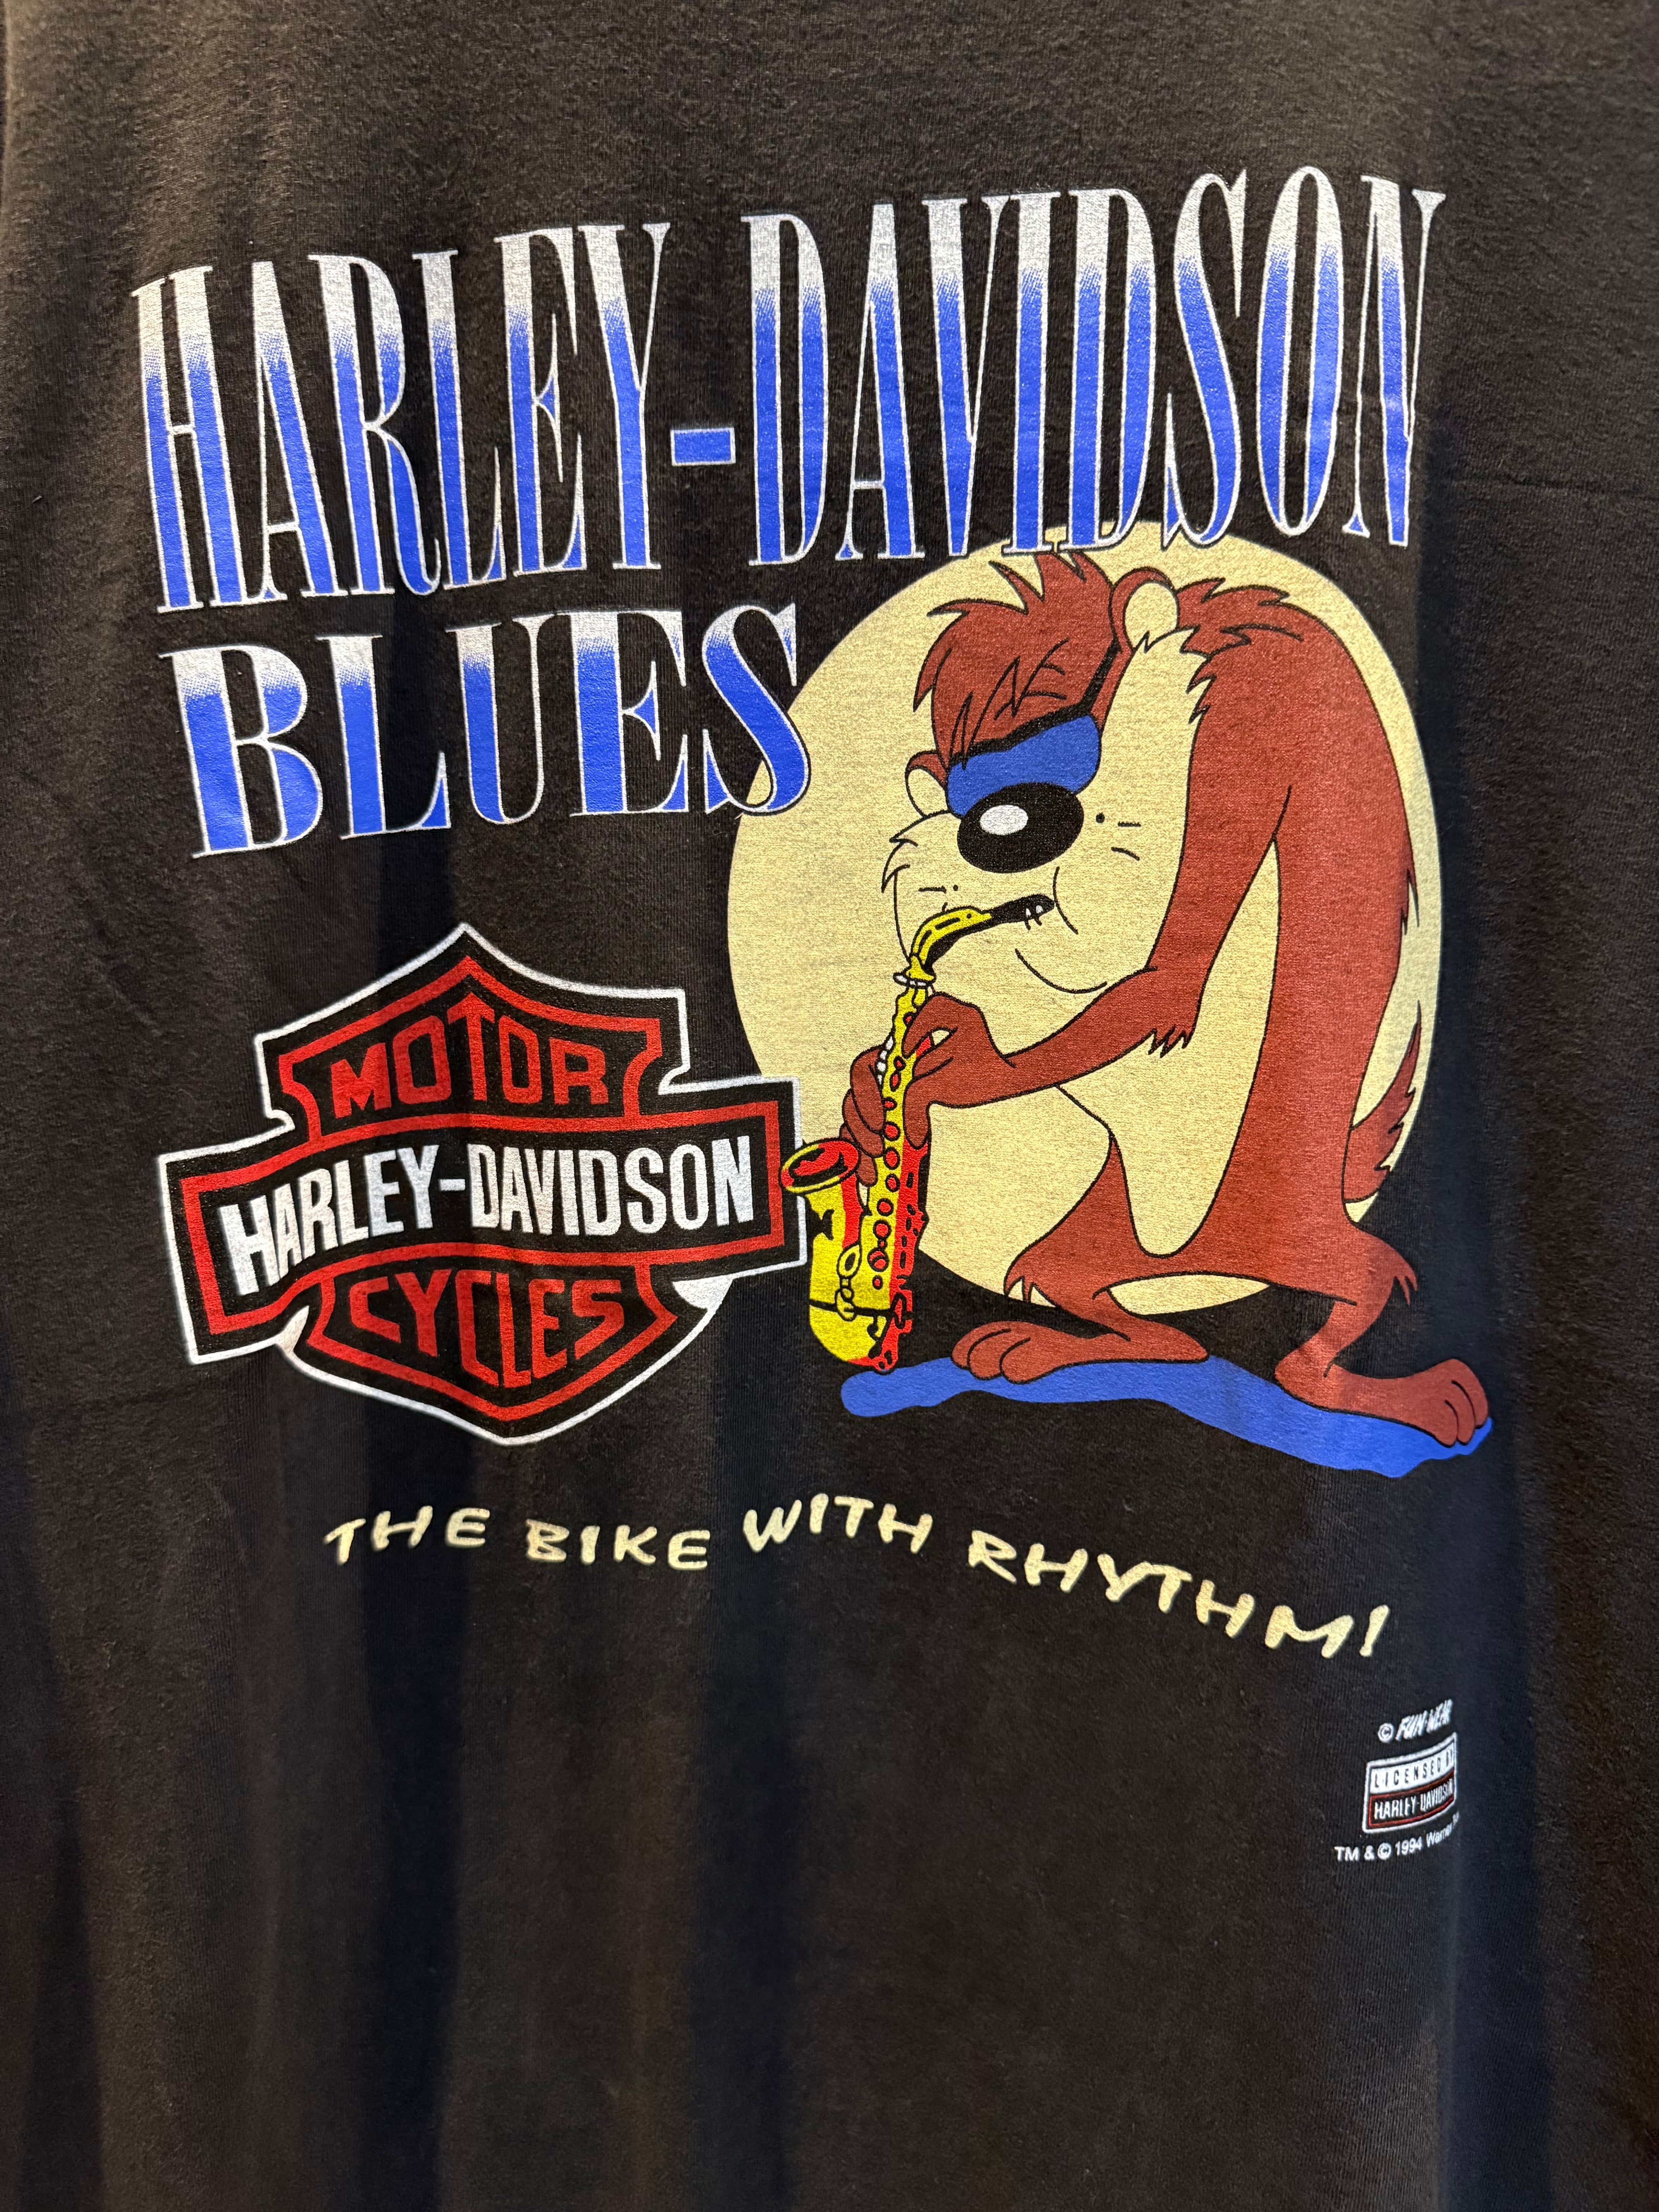 HARLEY-DAVIDSON
BLUES
MOTOR
HARLEY-DAVIDSON
CYCLES
THE BIKE WITH RHYTHM!
© FUN-WEAR
LICENSED BY
HARLEY-DAVIDSON
TM & © 1994 Warner